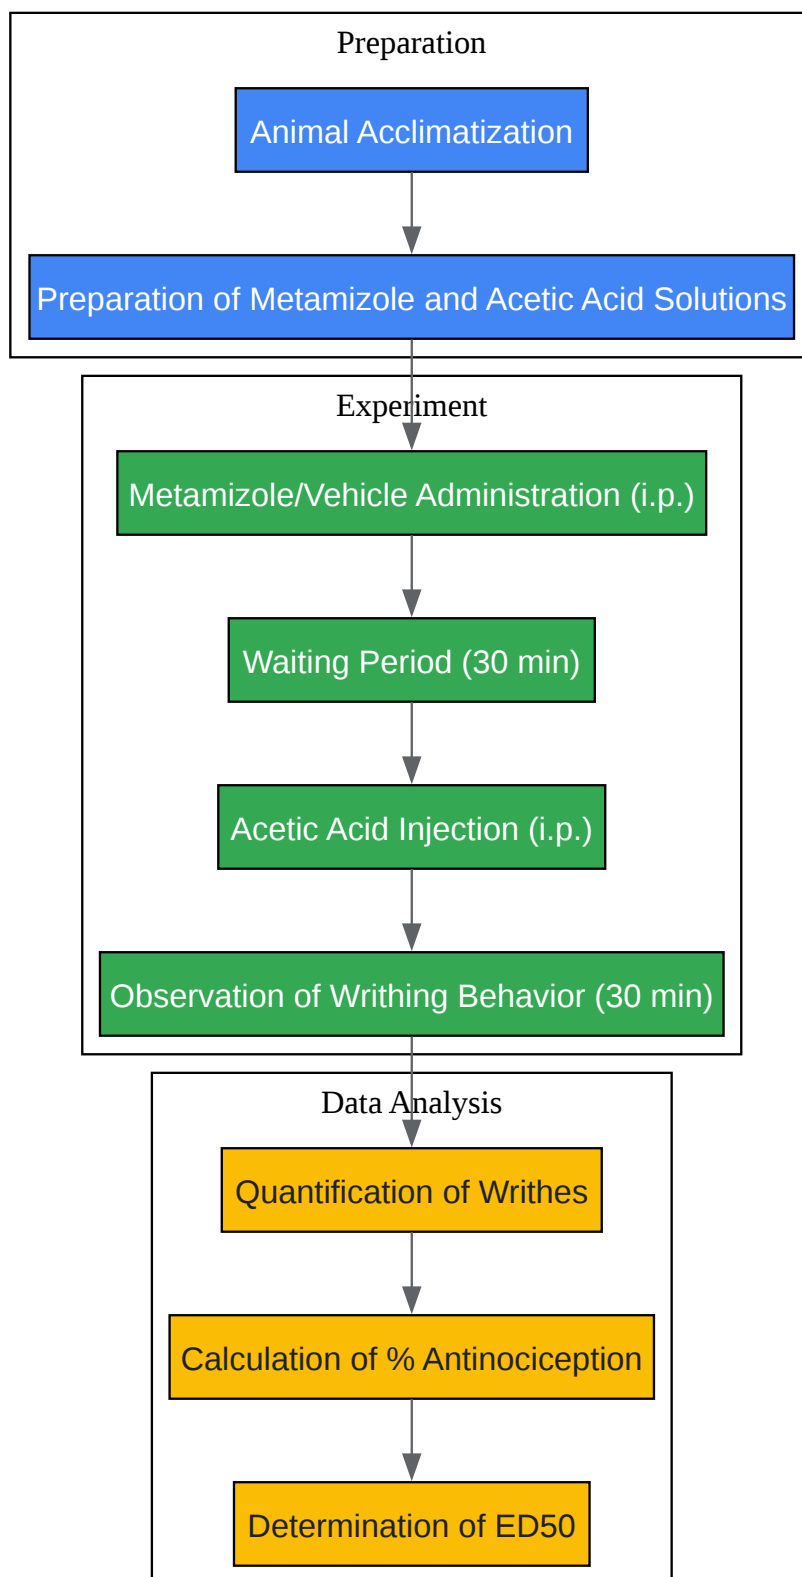 Preparation
Animal Acclimatization
Preparation of Metamizole and Acetic Acid Solutions
Experiment
Metamizole/Vehicle Administration (i.p.)
Waiting Period (30 min)
Acetic Acid Injection (i.p.)
Observation of Writhing Behavior (30 min)
Data Analysis
Quantification of Writhes
Calculation of % Antinociception
Determination of ED50